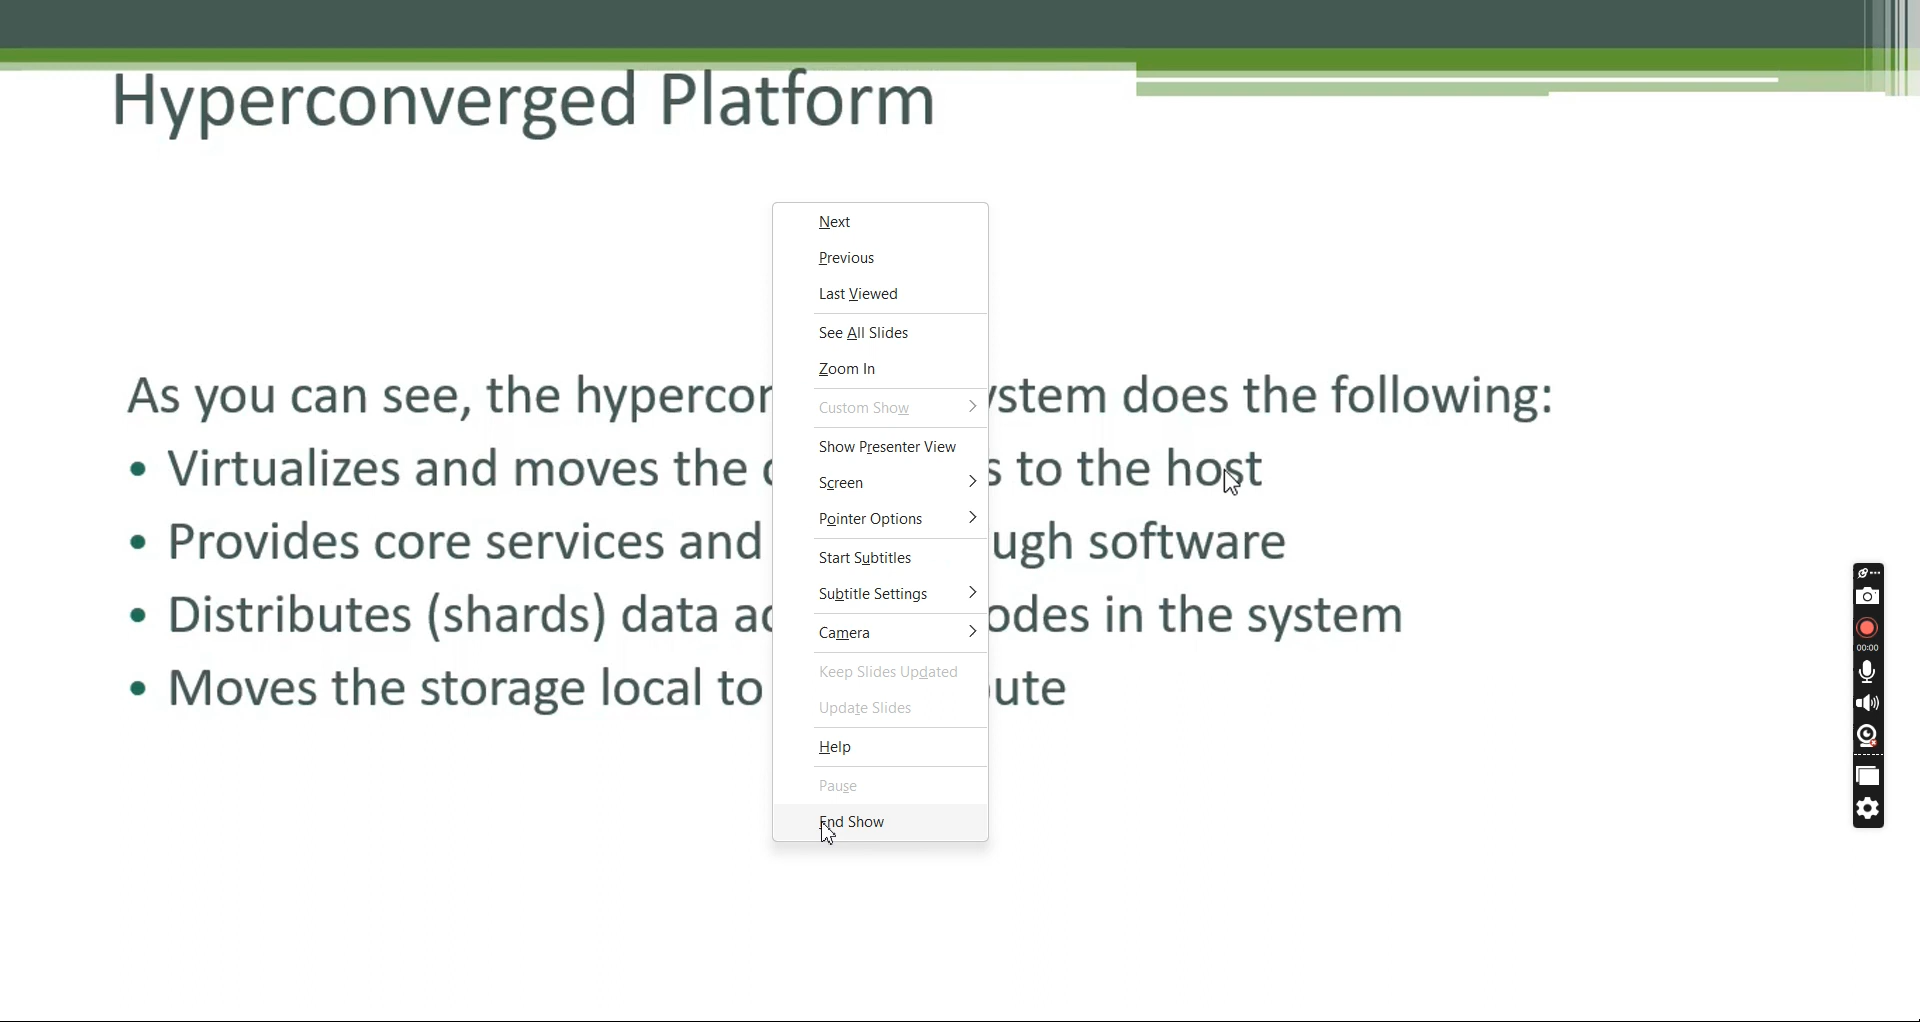 Hyperconverged Platform
Next
Previous
Last Viewed
See All Slides
Zoom In
Custom Show
Show Presenter View
Screen
Pointer Options
Start Subtitles
Subtitle Settings
Camera
Keep Slides Updated
Update Slides
Help
Pause
End Show
As you can see, the hypercon ystem does the following:
• Virtualizes and moves the c s to the host
• Provides core services and ugh software
• Distributes (shards) data ac odes in the system
• Moves the storage local to ute
00:00